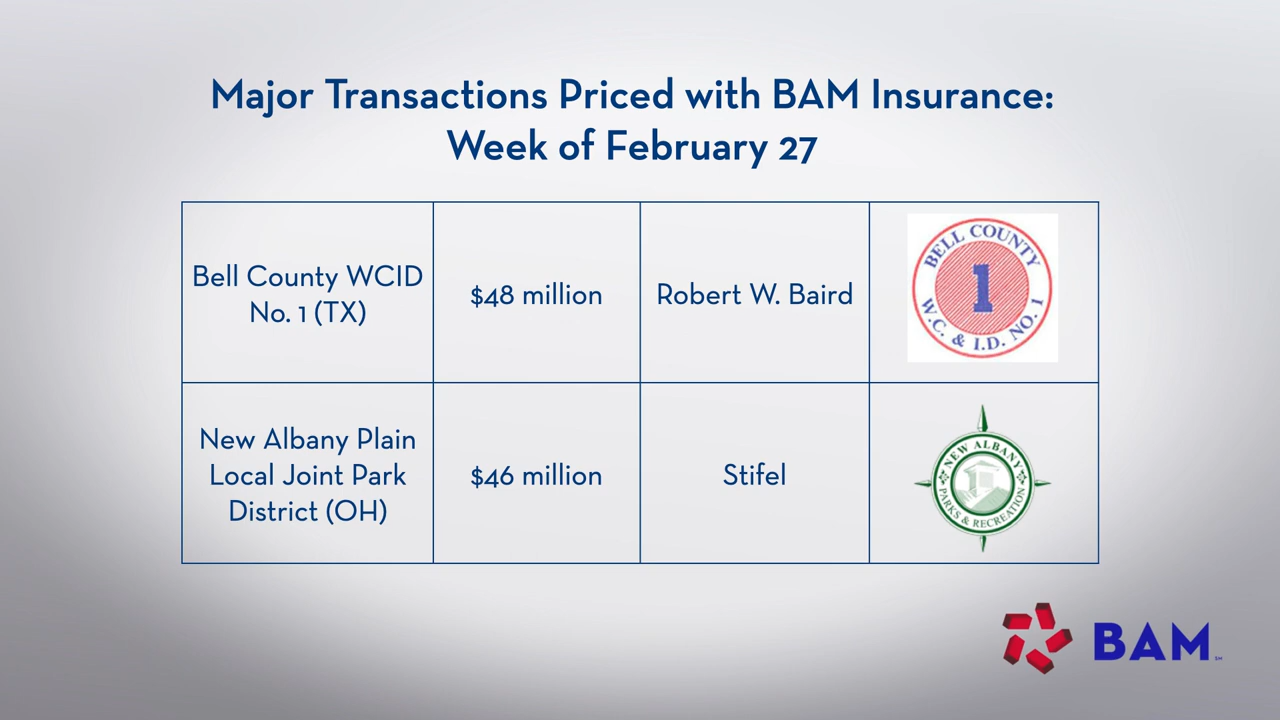 Major Transactions Priced with BAM Insurance:
Week of February 27
Bell County WCID
No. 1 (TX)
$48 million
Robert W. Baird
BELL COUNTY
1
W.C. & I.D. NO. 1
New Albany Plain
Local Joint Park
District (OH)
$46 million
Stifel
NEW ALBANY
PARKS & RECREATION
BAM
SM